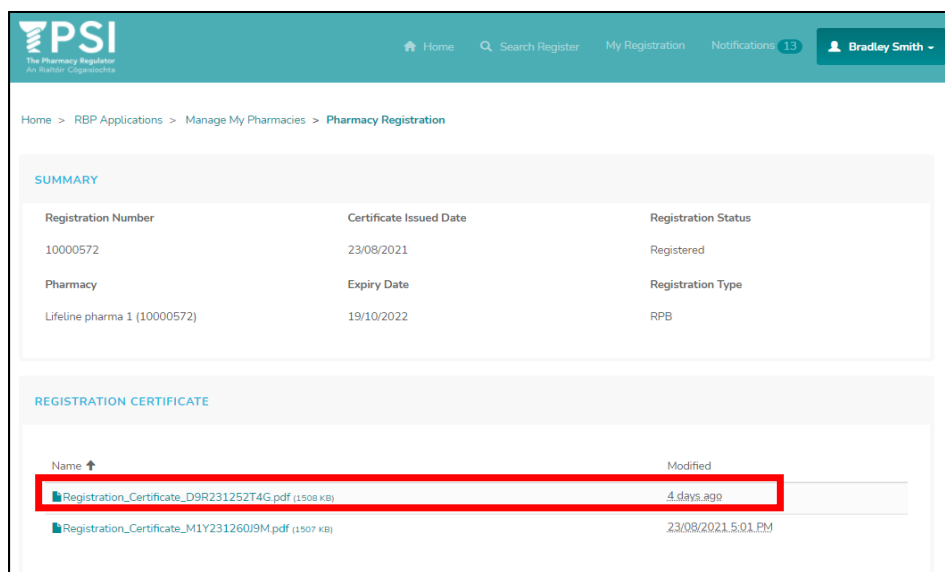 PSI
The Pharmacy Regulator
An Rialtóir Cógaisíochta
Home Search Register My Registration Notifications 13 Bradley Smith
Home > RBP Applications > Manage My Pharmacies > Pharmacy Registration
SUMMARY
Registration Number Certificate Issued Date Registration Status
10000572 23/08/2021 Registered
Pharmacy Expiry Date Registration Type
Lifeline pharma 1 (10000572) 19/10/2022 RPB
REGISTRATION CERTIFICATE
Name Modified
Registration_Certificate_D9R231252T4G.pdf (1508 KB) 4 days ago
Registration_Certificate_M1Y231260J9M.pdf (1507 KB) 23/08/2021 5:01 PM